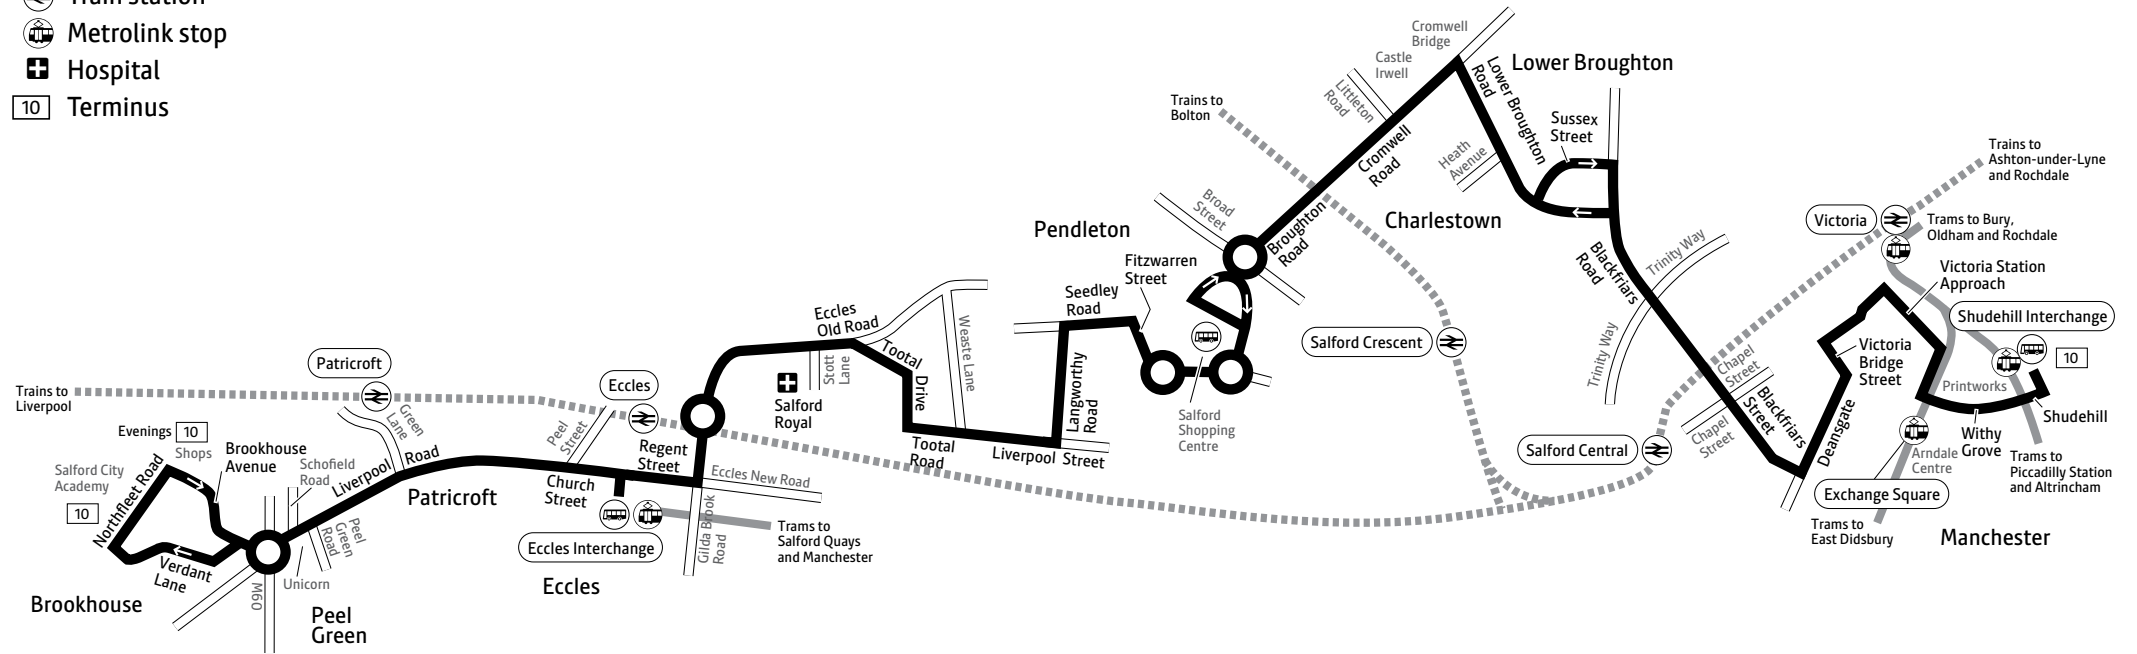 Train station
Metrolink stop
Hospital
10 Terminus
Trains to
Liverpool
Patricroft
Evenings 10
Shops
Salford City
Academy
10
Northfleet Road
Brookhouse
Avenue
Verdant
Lane
Brookhouse
Schofield
Road
M60
Unicorn
Peel
Green
Road
Peel
Green
Liverpool Road
Green
Lane
Patricroft
Peel
Street
Eccles
Church
Street
Regent
Street
Eccles Interchange
Eccles
Eccles New Road
Gilda Brook
Road
Trams to
Salford Quays
and Manchester
Eccles
Old Road
Stott
Lane
Salford
Royal
Tootal
Drive
Weaste Lane
Tootal
Road
Liverpool Street
Langworthy
Road
Seedley
Road
Pendleton
Fitzwarren
Street
Salford
Shopping
Centre
Broad
Street
Broughton
Road
Trains to
Bolton
Cromwell
Road
Littleton
Road
Castle
Irwell
Cromwell
Bridge
Lower Broughton
Road
Lower Broughton
Heath
Avenue
Charlestown
Sussex
Street
Salford Crescent
Blackfriars
Road
Trinity Way
Trinity Way
Salford Central
Chapel
Street
Chapel
Street
Blackfriars
Street
Deansgate
Victoria
Trains to
Ashton-under-Lyne
and Rochdale
Trams to Bury,
Oldham and Rochdale
Victoria Station
Approach
Shudehill Interchange
10
Victoria
Bridge
Street
Printworks
Shudehill
Withy
Grove
Arndale
Centre
Exchange Square
Trams to
East Didsbury
Trams to
Piccadilly Station
and Altrincham
Manchester